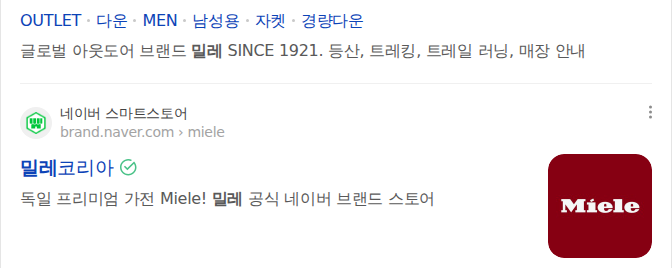 OUTLET · 다운 · MEN · 남성용 · 자켓 · 경량다운
글로벌 아웃도어 브랜드 밀레 SINCE 1921. 등산, 트레킹, 트레일 러닝, 매장 안내
네이버 스마트스토어
brand.naver.com › miele
밀레코리아
독일 프리미엄 가전 Miele! 밀레 공식 네이버 브랜드 스토어
Miele